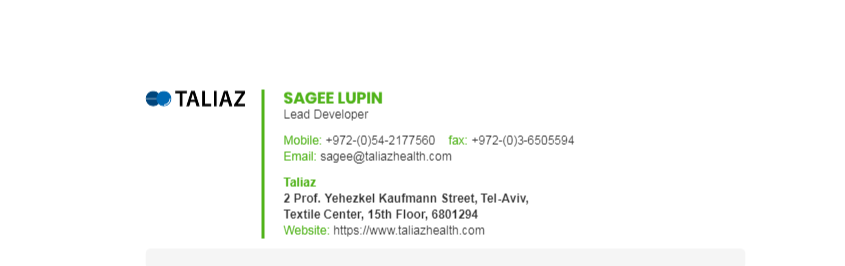 TALIAZ
SAGEE LUPIN
Lead Developer
Mobile: +972-(0)54-2177560 fax: +972-(0)3-6505594
Email: sagee@taliazhealth.com
Taliaz
2 Prof. Yehezkel Kaufmann Street, Tel-Aviv,
Textile Center, 15th Floor, 6801294
Website: https://www.taliazhealth.com